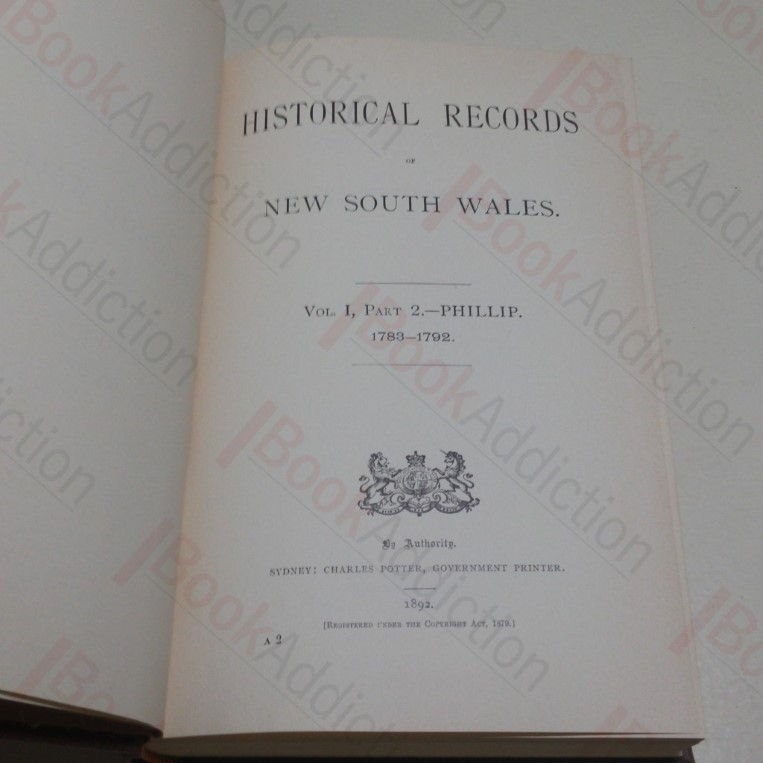 HISTORICAL RECORDS
OF
NEW SOUTH WALES.
VOL. I, PART 2.—PHILLIP.
1783–1792.
By Authority.
SYDNEY: CHARLES POTTER, GOVERNMENT PRINTER.
1892.
[REGISTERED UNDER THE COPYRIGHT ACT, 1879.]
A 2
BookAddiction